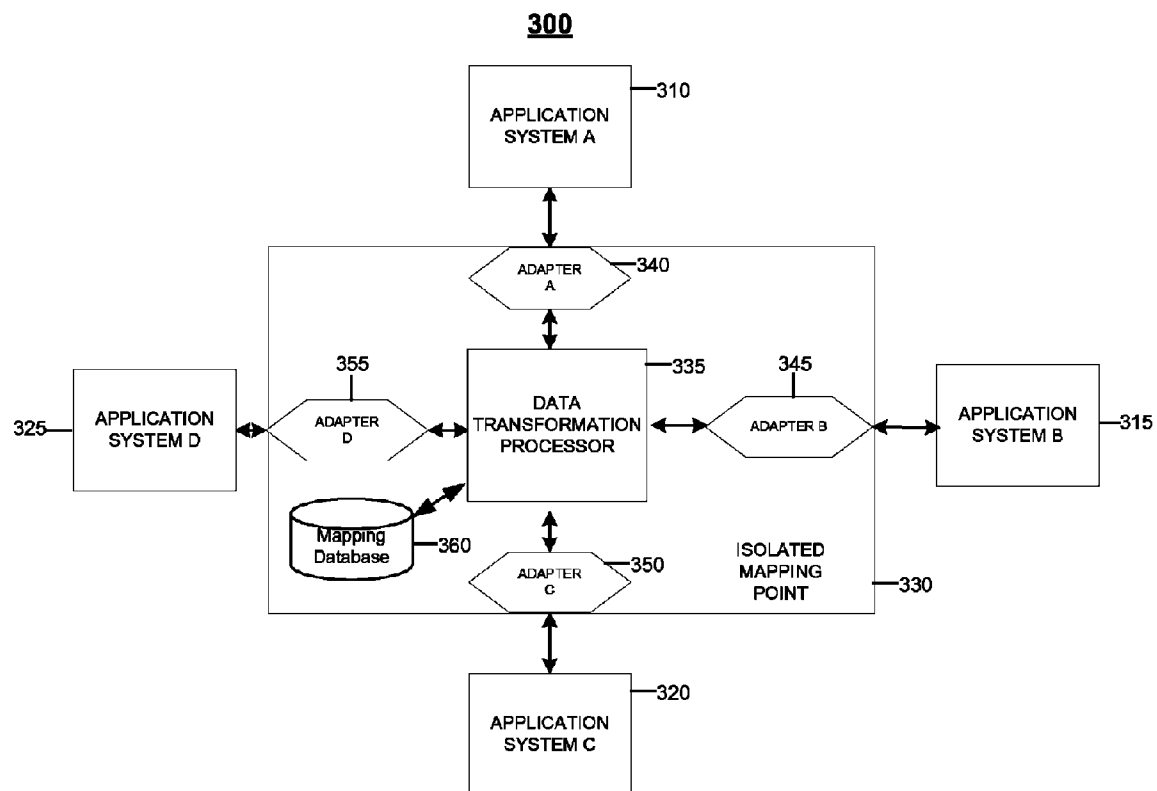 300
APPLICATION
SYSTEM A
310
ADAPTER
A
340
355
335
345
325
APPLICATION
SYSTEM D
ADAPTER
D
DATA
TRANSFORMATION
PROCESSOR
ADAPTER B
APPLICATION
SYSTEM B
315
Mapping
Database
360
350
ADAPTER
C
ISOLATED
MAPPING
POINT
330
320
APPLICATION
SYSTEM C